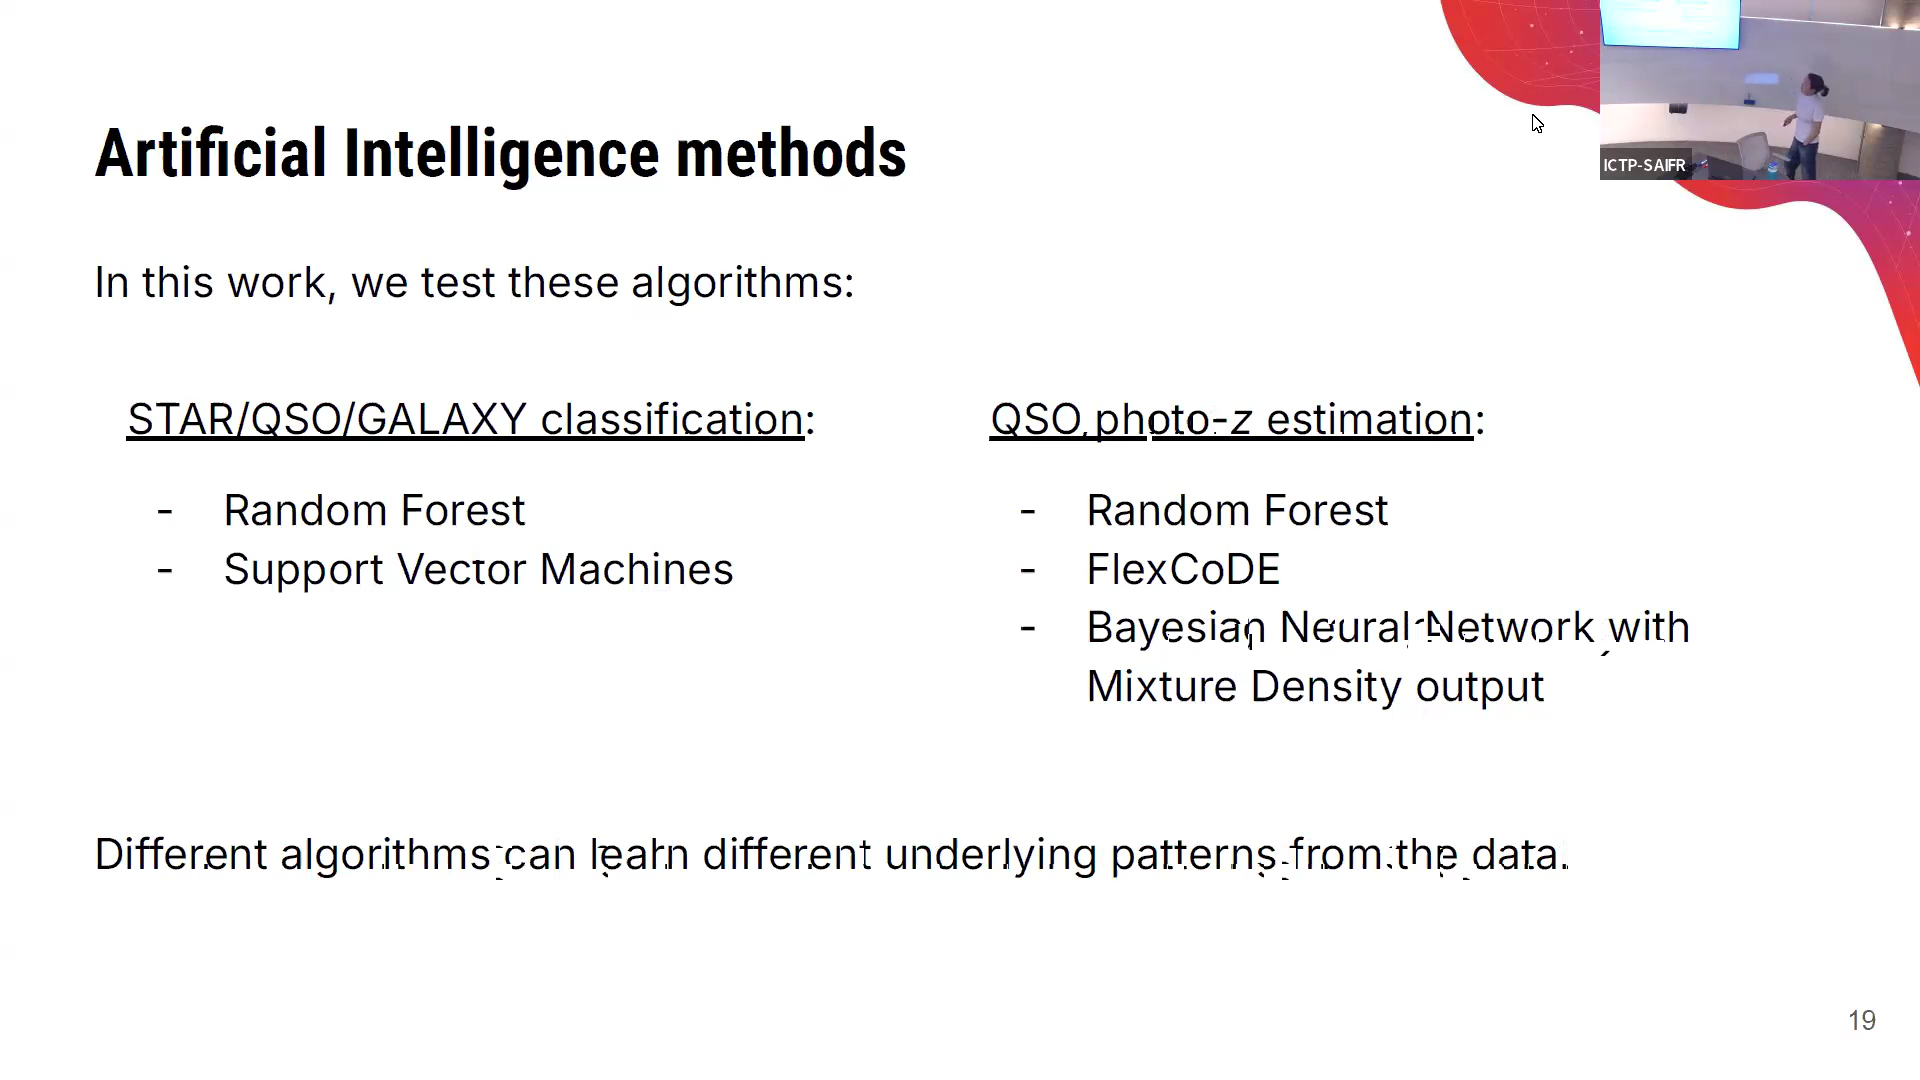 ICTP-SAIFR
Artificial Intelligence methods
In this work, we test these algorithms:
STAR/QSO/GALAXY classification:
- Random Forest
- Support Vector Machines
QSO photo-z estimation:
- Random Forest
- FlexCoDE
- Bayesian Neural Network with
Mixture Density output
Different algorithms can learn different underlying patterns from the data.
19